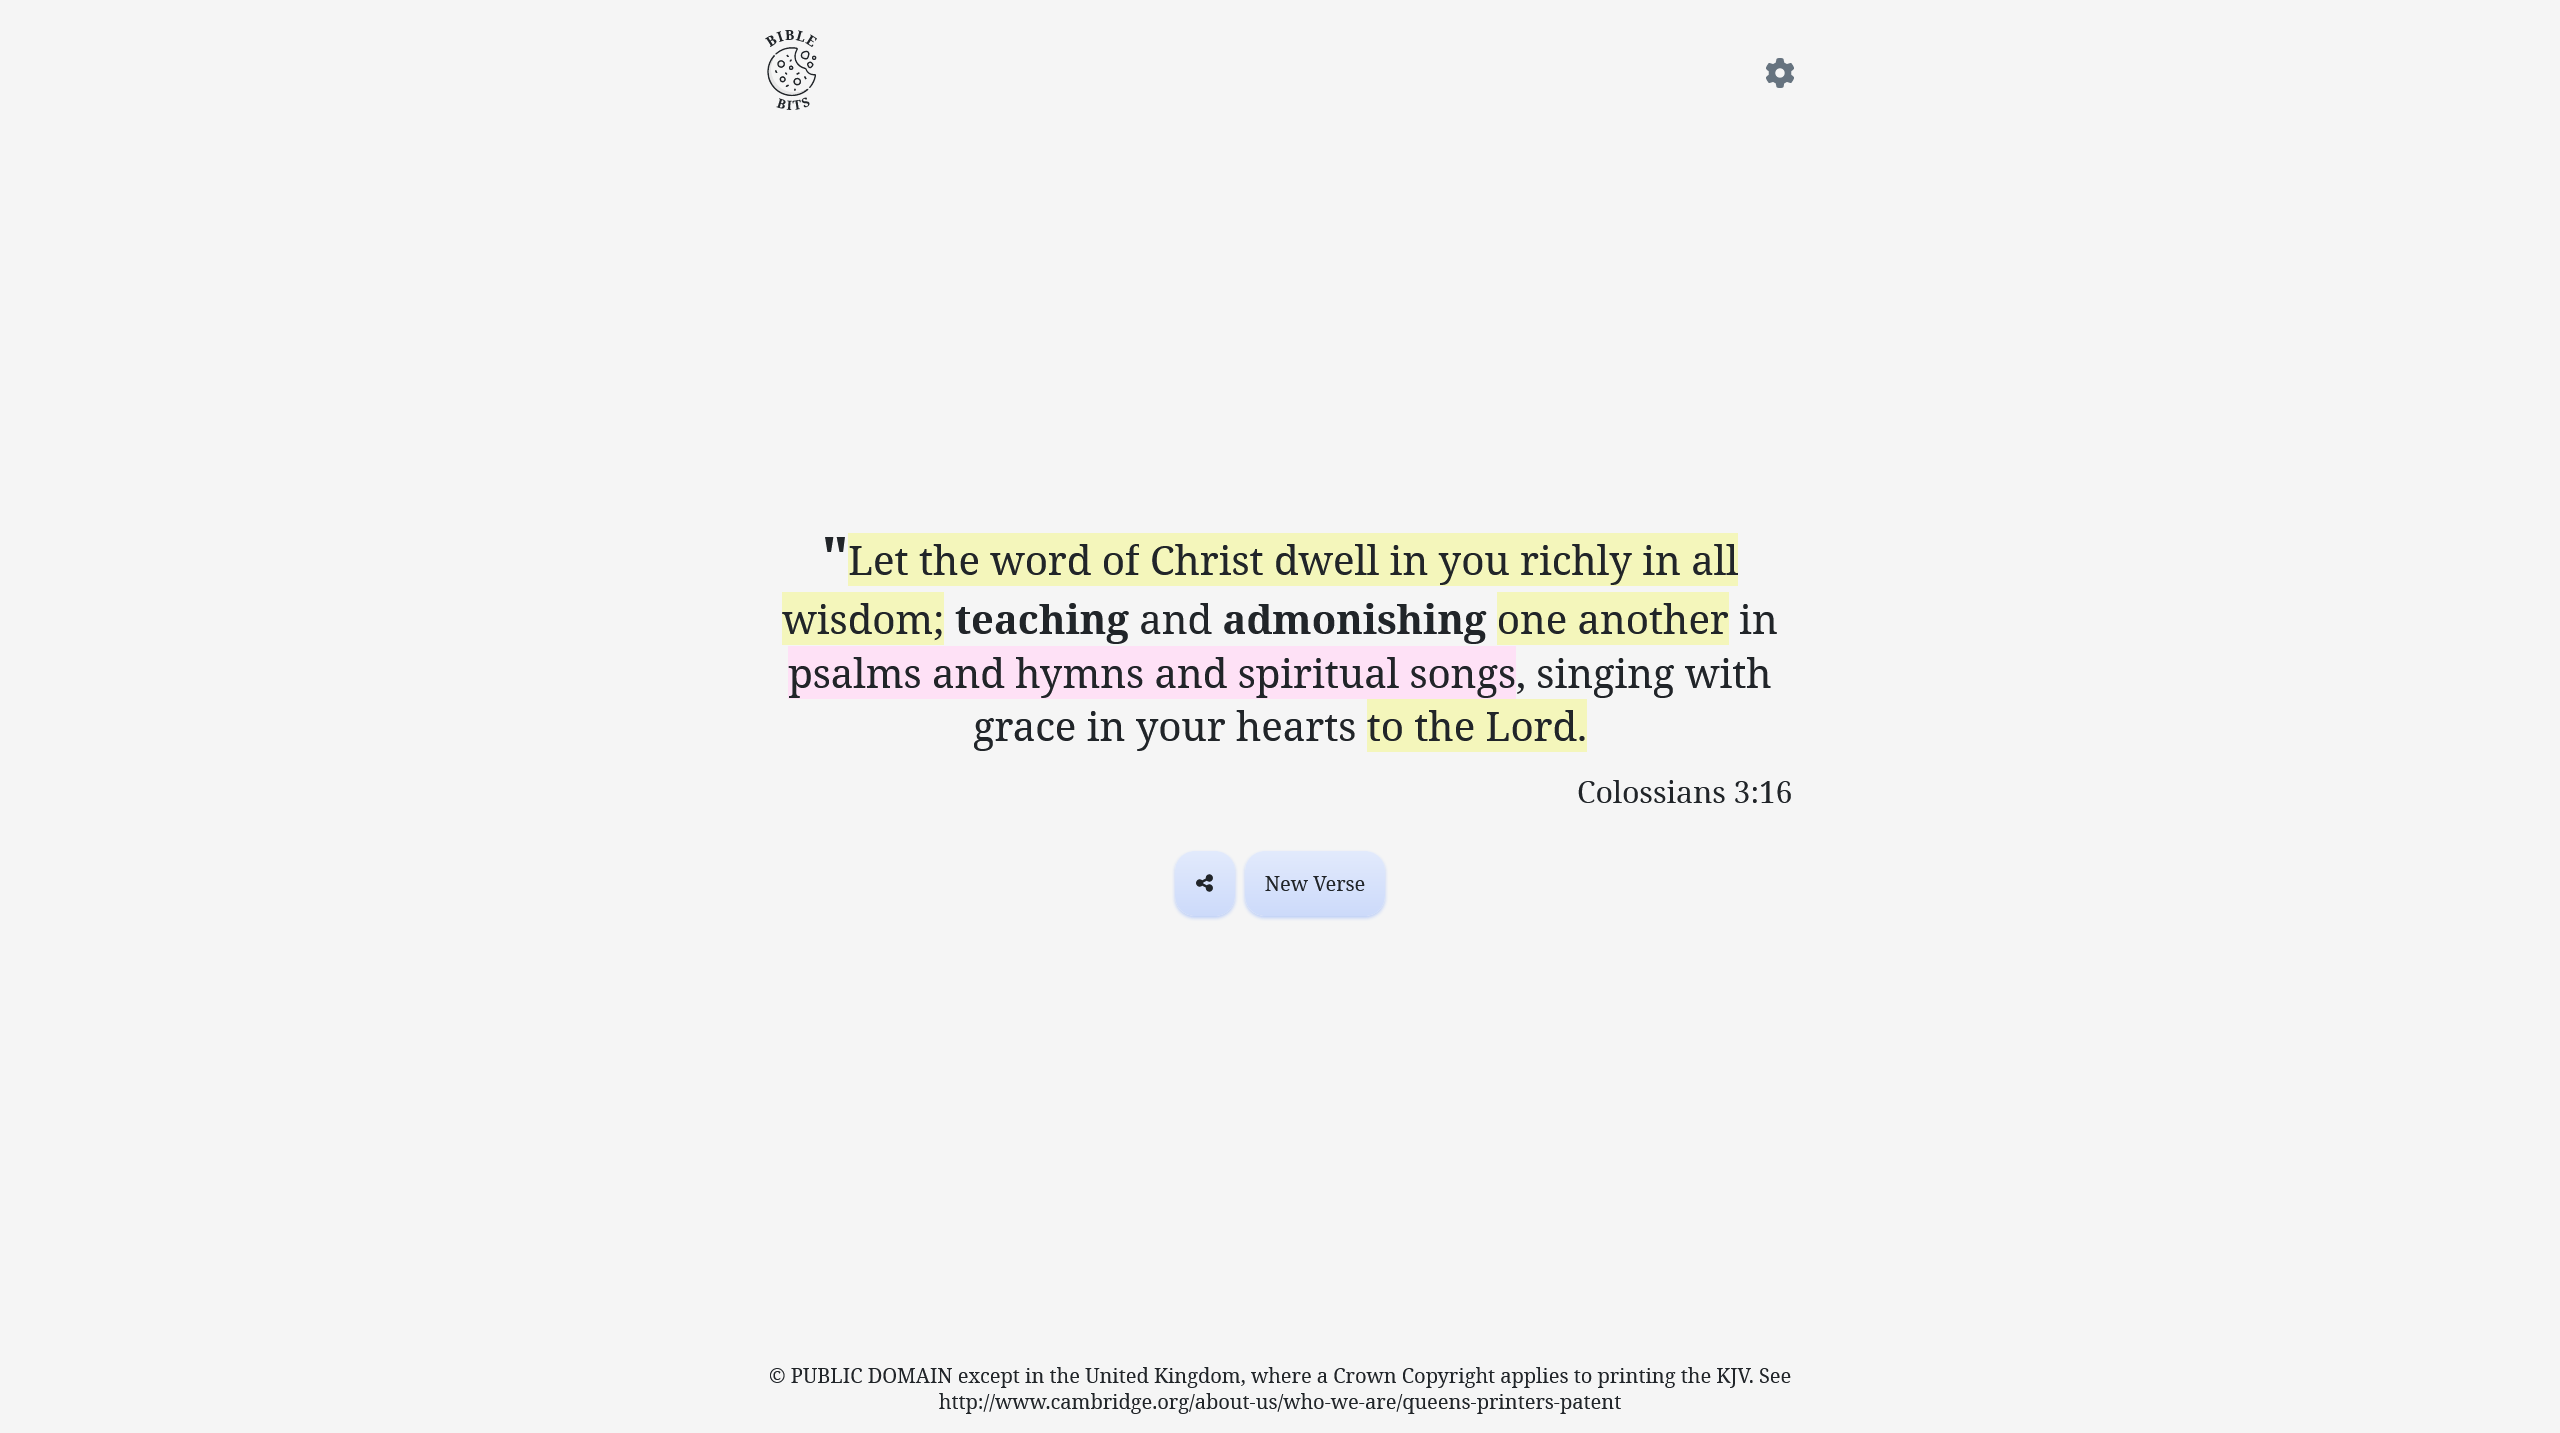 BIBLE
BITS
"Let the word of Christ dwell in you richly in all
wisdom; teaching and admonishing one another in
psalms and hymns and spiritual songs, singing with
grace in your hearts to the Lord.
Colossians 3:16
New Verse
© PUBLIC DOMAIN except in the United Kingdom, where a Crown Copyright applies to printing the KJV. See
http://www.cambridge.org/about-us/who-we-are/queens-printers-patent